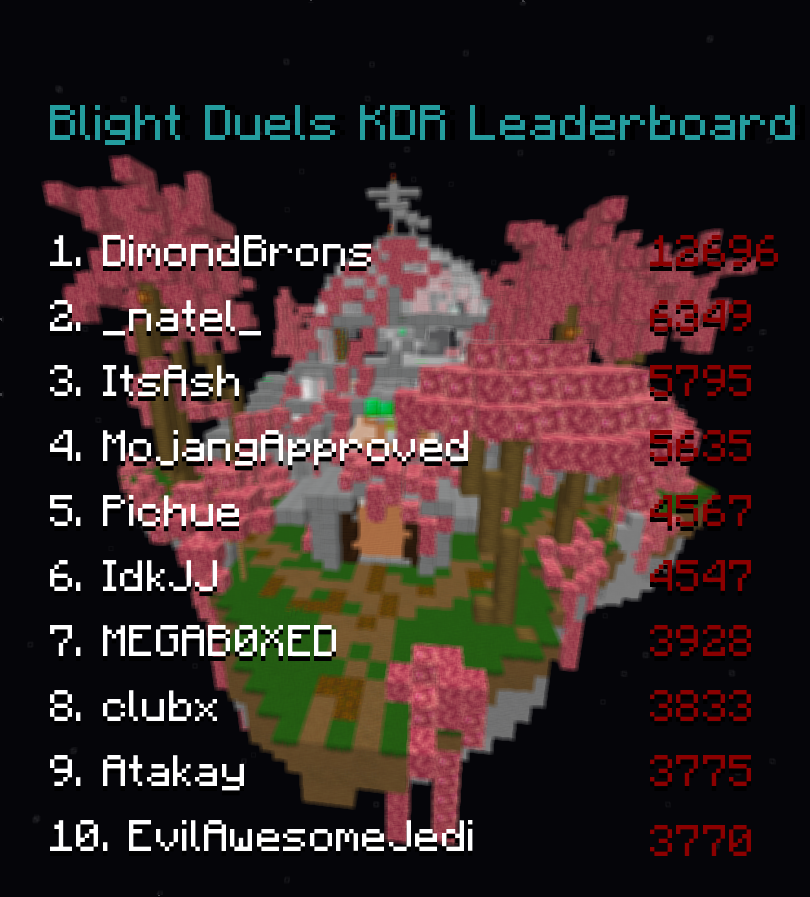 Blight Duels KDR Leaderboard
1. DimondBrons 12696
2. _natel_ 6349
3. ItsAsh 5795
4. MojangApproved 5035
5. Pichue 4567
6. IdkJJ 4547
7. MEGAB0XED 3928
8. clubx 3833
9. Atakay 3775
10. EvilAwesomeJedi 3770